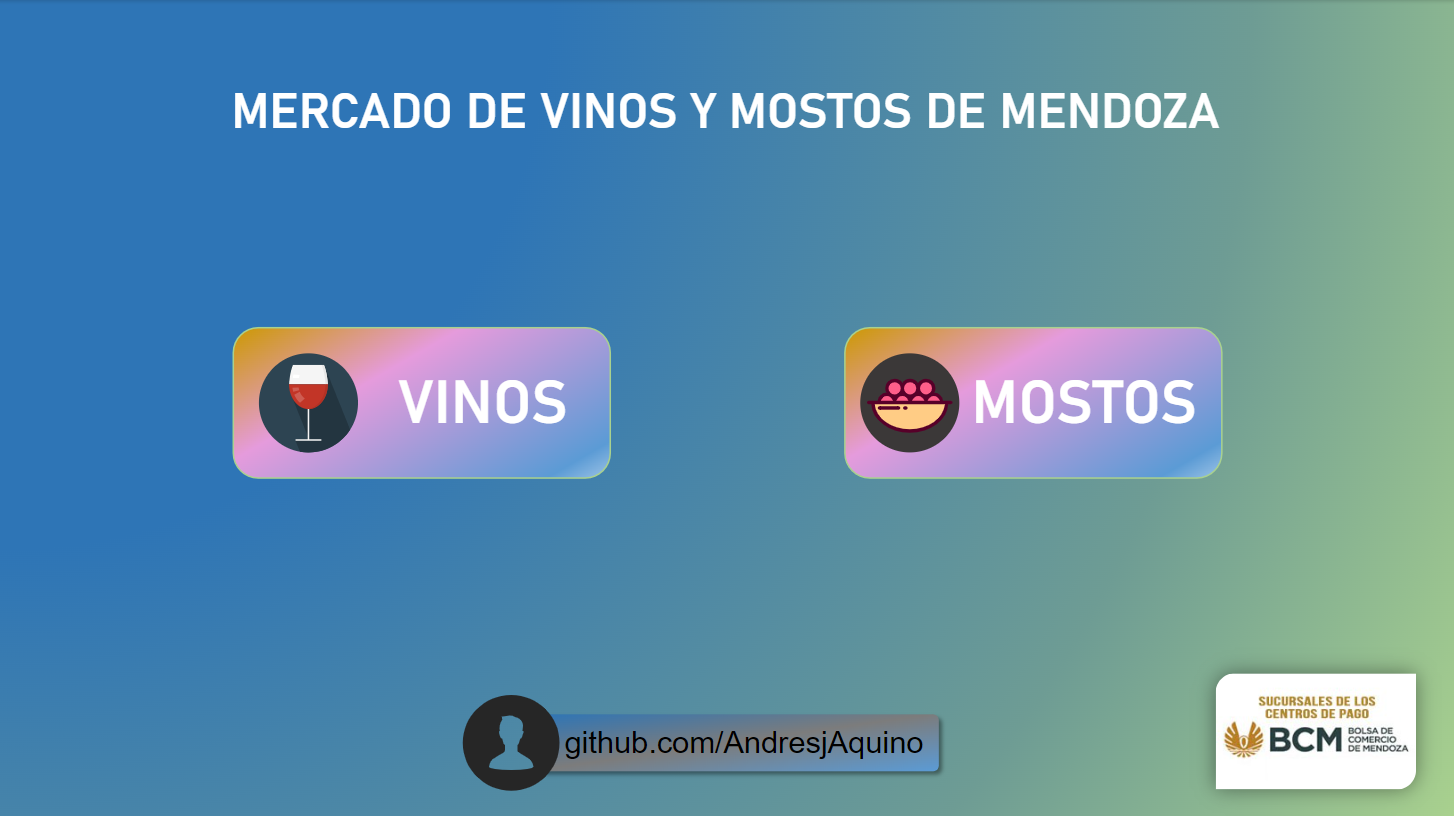 MERCADO DE VINOS Y MOSTOS DE MENDOZA
VINOS
MOSTOS
github.com/AndresjAquino
SUCURSALES DE LOS
CENTROS DE PAGO
BCM
BOLSA DE
COMERCIO
DE MENDOZA